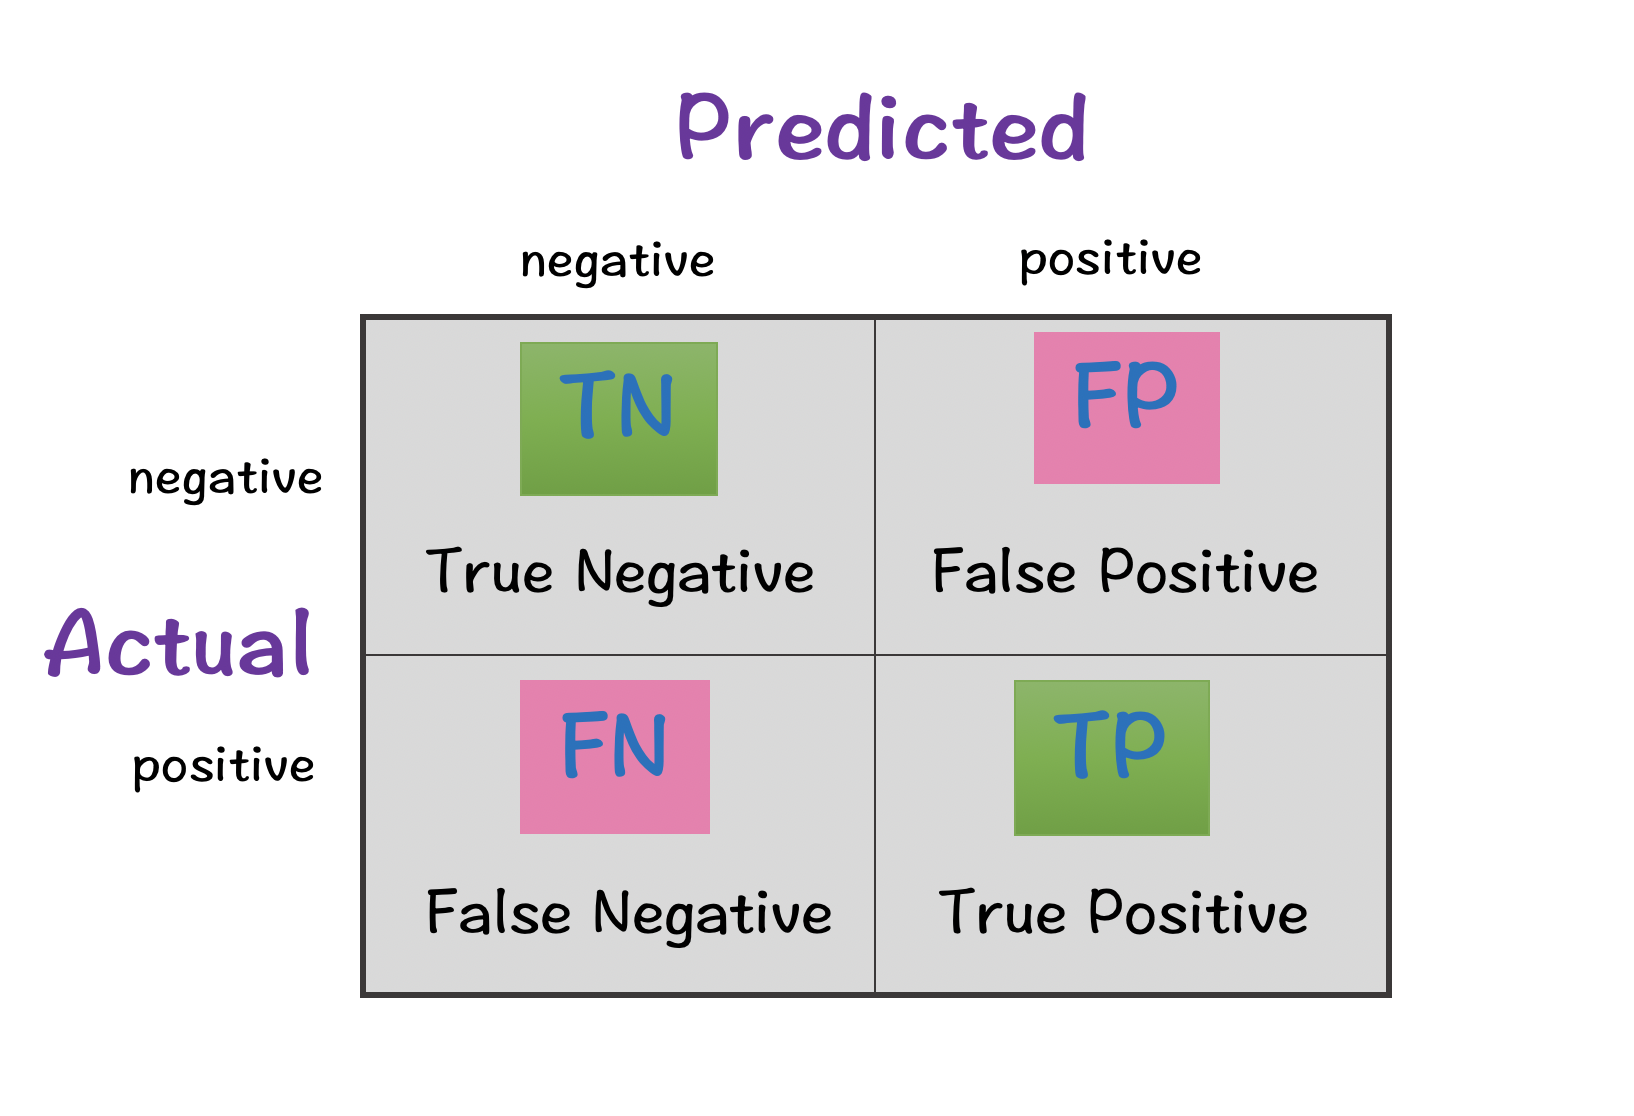 Predicted
negative positive
TN FP
negative
True Negative False Positive
Actual
FN TP
positive
False Negative True Positive